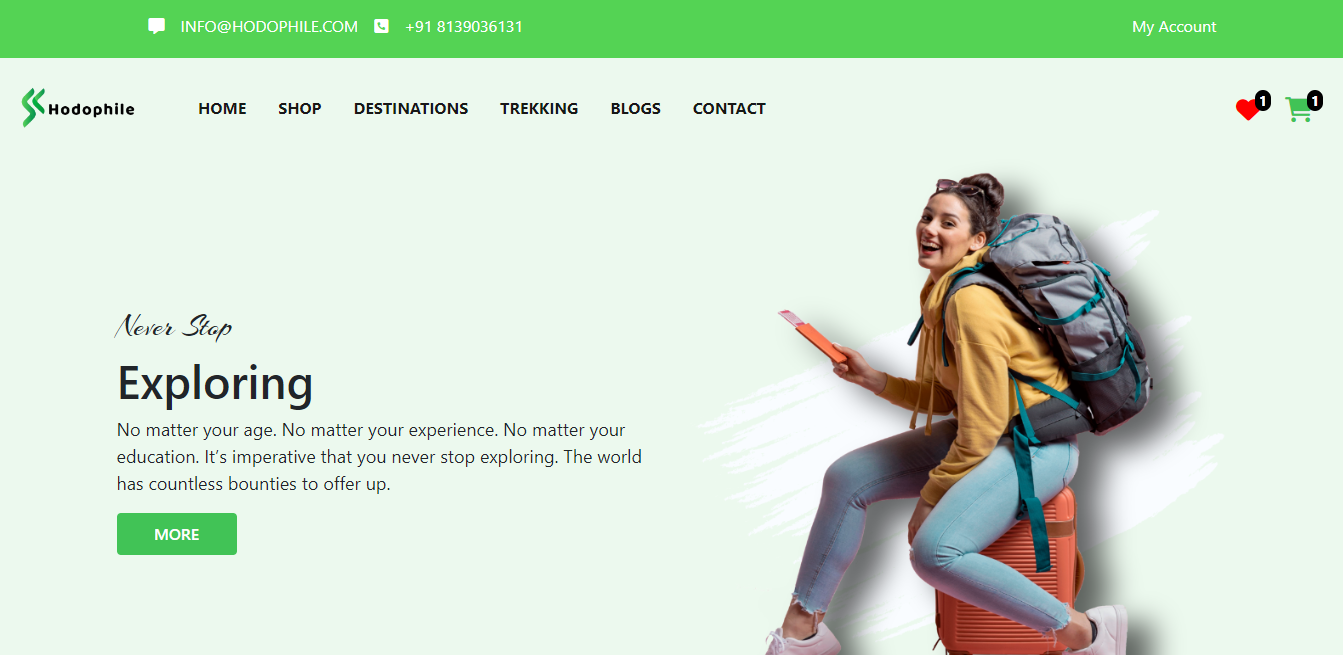 INFO@HODOPHILE.COM +91 8139036131 My Account
Hodophile HOME SHOP DESTINATIONS TREKKING BLOGS CONTACT 1 1
Never Stop
Exploring
No matter your age. No matter your experience. No matter your
education. It’s imperative that you never stop exploring. The world
has countless bounties to offer up.
MORE